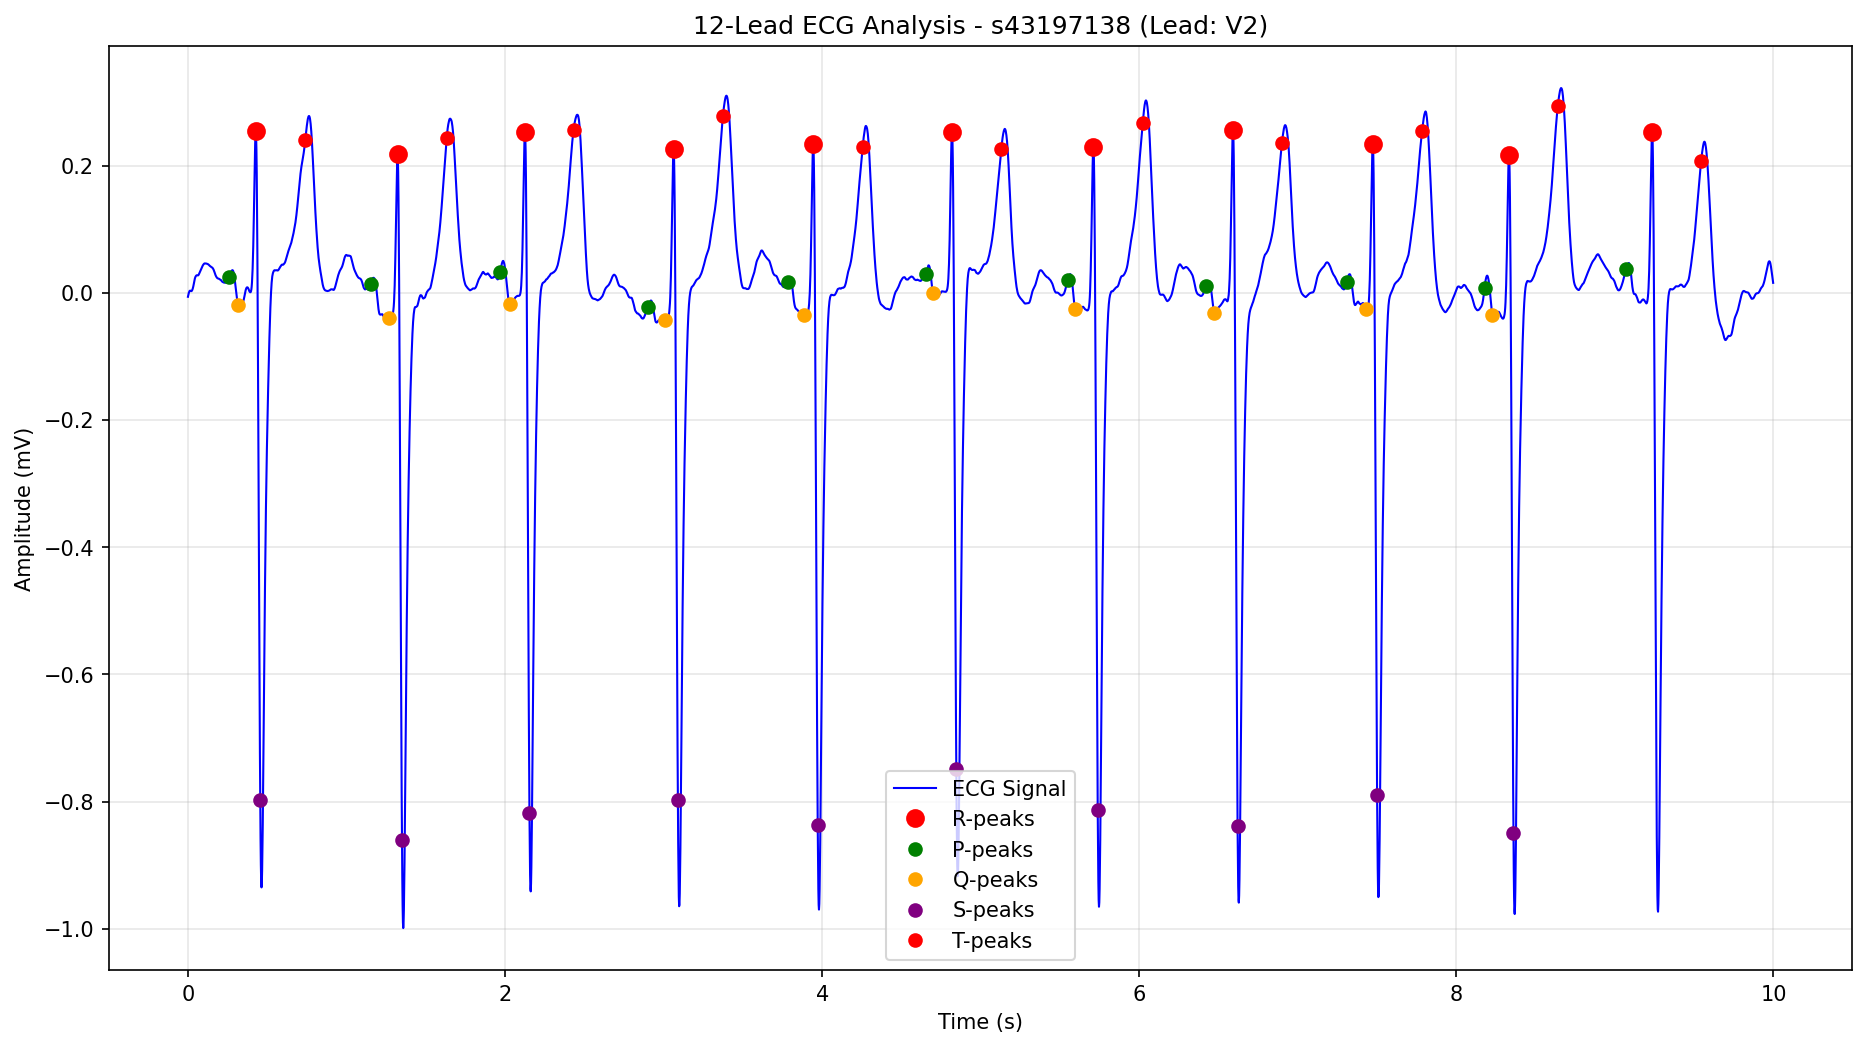 12-Lead ECG Analysis - s43197138 (Lead: V2)
Amplitude (mV)
0.2
0.0
−0.2
−0.4
−0.6
−0.8
−1.0
ECG Signal
R-peaks
P-peaks
Q-peaks
S-peaks
T-peaks
0 2 4 6 8 10
Time (s)